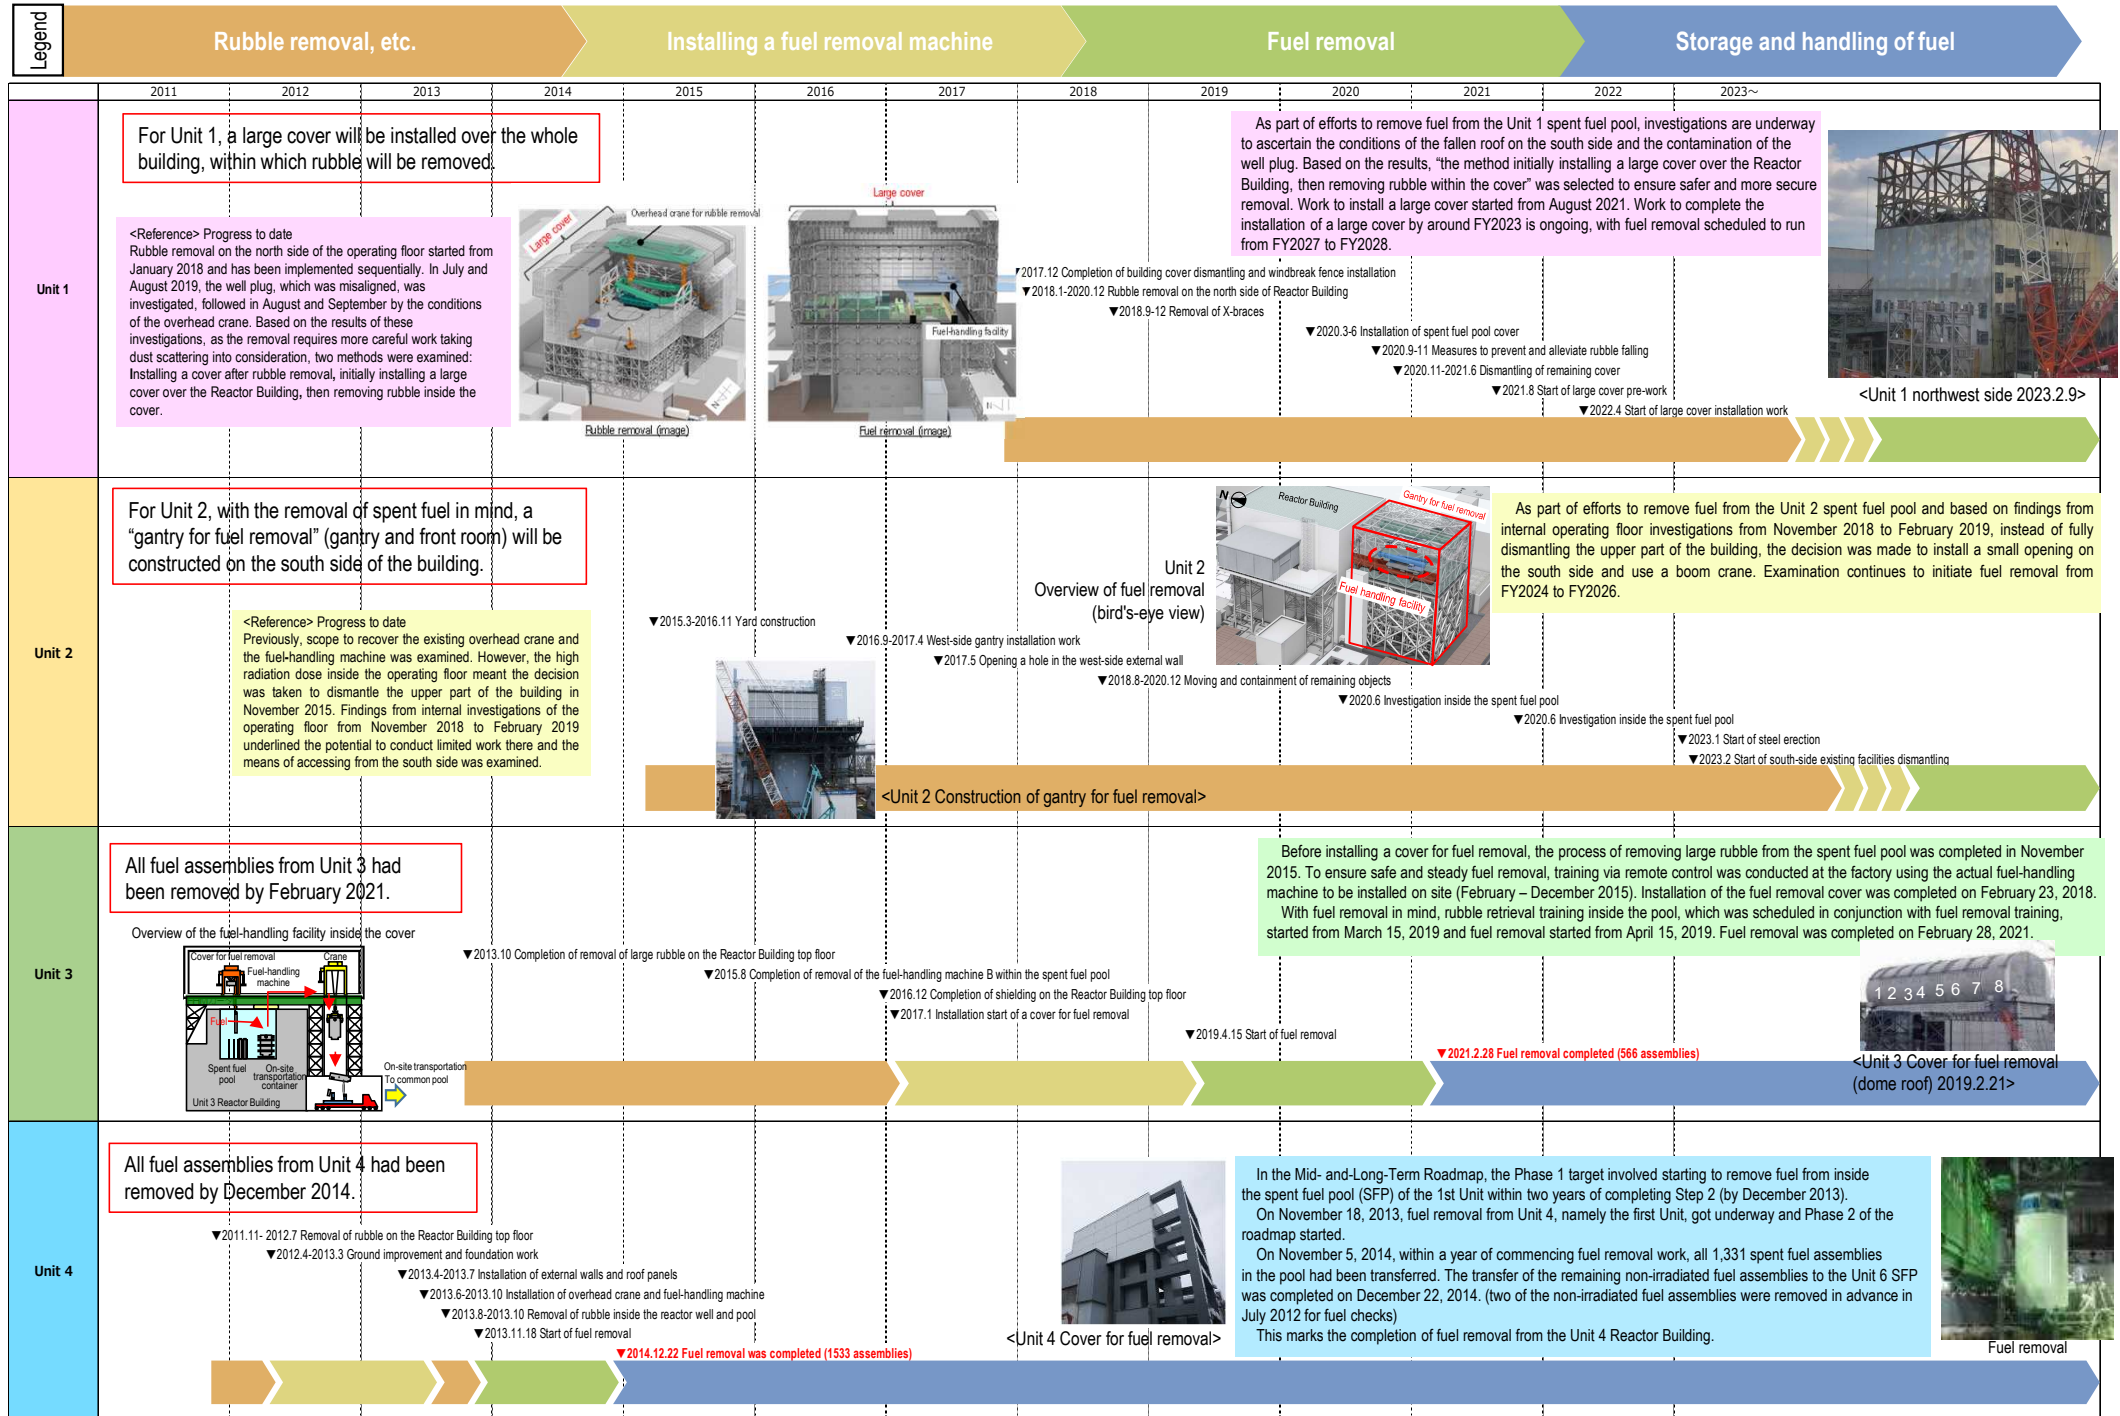 Legend
Rubble removal, etc.
Installing a fuel removal machine
Fuel removal
Storage and handling of fuel
2011 2012 2013 2014 2015 2016 2017 2018 2019 2020 2021 2022 2023～
Unit 1
For Unit 1, a large cover will be installed over the whole
building, within which rubble will be removed.
<Reference> Progress to date
Rubble removal on the north side of the operating floor started from
January 2018 and has been implemented sequentially. In July and
August 2019, the well plug, which was misaligned, was
investigated, followed in August and September by the conditions
of the overhead crane. Based on the results of these
investigations, as the removal requires more careful work taking
dust scattering into consideration, two methods were examined:
Installing a cover after rubble removal, initially installing a large
cover over the Reactor Building, then removing rubble inside the
cover.
Large cover
Overhead crane for rubble removal
Rubble removal (image)
Large cover
Fuel-handling facility
Fuel removal (image)
As part of efforts to remove fuel from the Unit 1 spent fuel pool, investigations are underway
to ascertain the conditions of the fallen roof on the south side and the contamination of the
well plug. Based on the results, “the method initially installing a large cover over the Reactor
Building, then removing rubble within the cover” was selected to ensure safer and more secure
removal. Work to install a large cover started from August 2021. Work to complete the
installation of a large cover by around FY2023 is ongoing, with fuel removal scheduled to run
from FY2027 to FY2028.
▼2017.12 Completion of building cover dismantling and windbreak fence installation
▼2018.1-2020.12 Rubble removal on the north side of Reactor Building
▼2018.9-12 Removal of X-braces
▼2020.3-6 Installation of spent fuel pool cover
▼2020.9-11 Measures to prevent and alleviate rubble falling
▼2020.11-2021.6 Dismantling of remaining cover
▼2021.8 Start of large cover pre-work
▼2022.4 Start of large cover installation work
<Unit 1 northwest side 2023.2.9>
Unit 2
For Unit 2, with the removal of spent fuel in mind, a
“gantry for fuel removal” (gantry and front room) will be
constructed on the south side of the building.
<Reference> Progress to date
Previously, scope to recover the existing overhead crane and
the fuel-handling machine was examined. However, the high
radiation dose inside the operating floor meant the decision
was taken to dismantle the upper part of the building in
November 2015. Findings from internal investigations of the
operating floor from November 2018 to February 2019
underlined the potential to conduct limited work there and the
means of accessing from the south side was examined.
Unit 2
Overview of fuel removal
(bird's-eye view)
N
Reactor Building
Gantry for fuel removal
Fuel handling facility
As part of efforts to remove fuel from the Unit 2 spent fuel pool and based on findings from
internal operating floor investigations from November 2018 to February 2019, instead of fully
dismantling the upper part of the building, the decision was made to install a small opening on
the south side and use a boom crane. Examination continues to initiate fuel removal from
FY2024 to FY2026.
▼2015.3-2016.11 Yard construction
▼2016.9-2017.4 West-side gantry installation work
▼2017.5 Opening a hole in the west-side external wall
▼2018.8-2020.12 Moving and containment of remaining objects
▼2020.6 Investigation inside the spent fuel pool
▼2020.6 Investigation inside the spent fuel pool
▼2023.1 Start of steel erection
▼2023.2 Start of south-side existing facilities dismantling
<Unit 2 Construction of gantry for fuel removal>
Unit 3
All fuel assemblies from Unit 3 had
been removed by February 2021.
Overview of the fuel-handling facility inside the cover
Cover for fuel removal
Crane
Fuel-handling
machine
Fuel
Spent fuel
pool
On-site
transportation
container
Unit 3 Reactor Building
On-site transportation
To common pool
Before installing a cover for fuel removal, the process of removing large rubble from the spent fuel pool was completed in November
2015. To ensure safe and steady fuel removal, training via remote control was conducted at the factory using the actual fuel-handling
machine to be installed on site (February – December 2015). Installation of the fuel removal cover was completed on February 23, 2018.
With fuel removal in mind, rubble retrieval training inside the pool, which was scheduled in conjunction with fuel removal training,
started from March 15, 2019 and fuel removal started from April 15, 2019. Fuel removal was completed on February 28, 2021.
▼2013.10 Completion of removal of large rubble on the Reactor Building top floor
▼2015.8 Completion of removal of the fuel-handling machine B within the spent fuel pool
▼2016.12 Completion of shielding on the Reactor Building top floor
▼2017.1 Installation start of a cover for fuel removal
▼2019.4.15 Start of fuel removal
▼2021.2.28 Fuel removal completed (566 assemblies)
1 2 3 4 5 6 7 8
<Unit 3 Cover for fuel removal
(dome roof) 2019.2.21>
Unit 4
All fuel assemblies from Unit 4 had been
removed by December 2014.
▼2011.11- 2012.7 Removal of rubble on the Reactor Building top floor
▼2012.4-2013.3 Ground improvement and foundation work
▼2013.4-2013.7 Installation of external walls and roof panels
▼2013.6-2013.10 Installation of overhead crane and fuel-handling machine
▼2013.8-2013.10 Removal of rubble inside the reactor well and pool
▼2013.11.18 Start of fuel removal
▼2014.12.22 Fuel removal was completed (1533 assemblies)
<Unit 4 Cover for fuel removal>
In the Mid- and-Long-Term Roadmap, the Phase 1 target involved starting to remove fuel from inside
the spent fuel pool (SFP) of the 1st Unit within two years of completing Step 2 (by December 2013).
On November 18, 2013, fuel removal from Unit 4, namely the first Unit, got underway and Phase 2 of the
roadmap started.
On November 5, 2014, within a year of commencing fuel removal work, all 1,331 spent fuel assemblies
in the pool had been transferred. The transfer of the remaining non-irradiated fuel assemblies to the Unit 6 SFP
was completed on December 22, 2014. (two of the non-irradiated fuel assemblies were removed in advance in
July 2012 for fuel checks)
This marks the completion of fuel removal from the Unit 4 Reactor Building.
Fuel removal